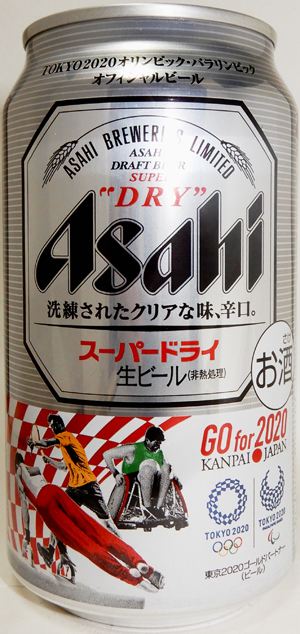 TOKYO2020オリンピック・パラリンピック
オフィシャルビール
ASAHI BREWERIES LIMITED
ASAHI
DRAFT BEER
SUPER
"DRY"
Asahi
洗練されたクリアな味、辛口。
スーパードライ
生ビール(非熱処理)
さけ
お酒
GO for 2020
KANPAI JAPAN
TOKYO 2020
TOKYO 2020
東京2020ゴールドパートナー
(ビール)